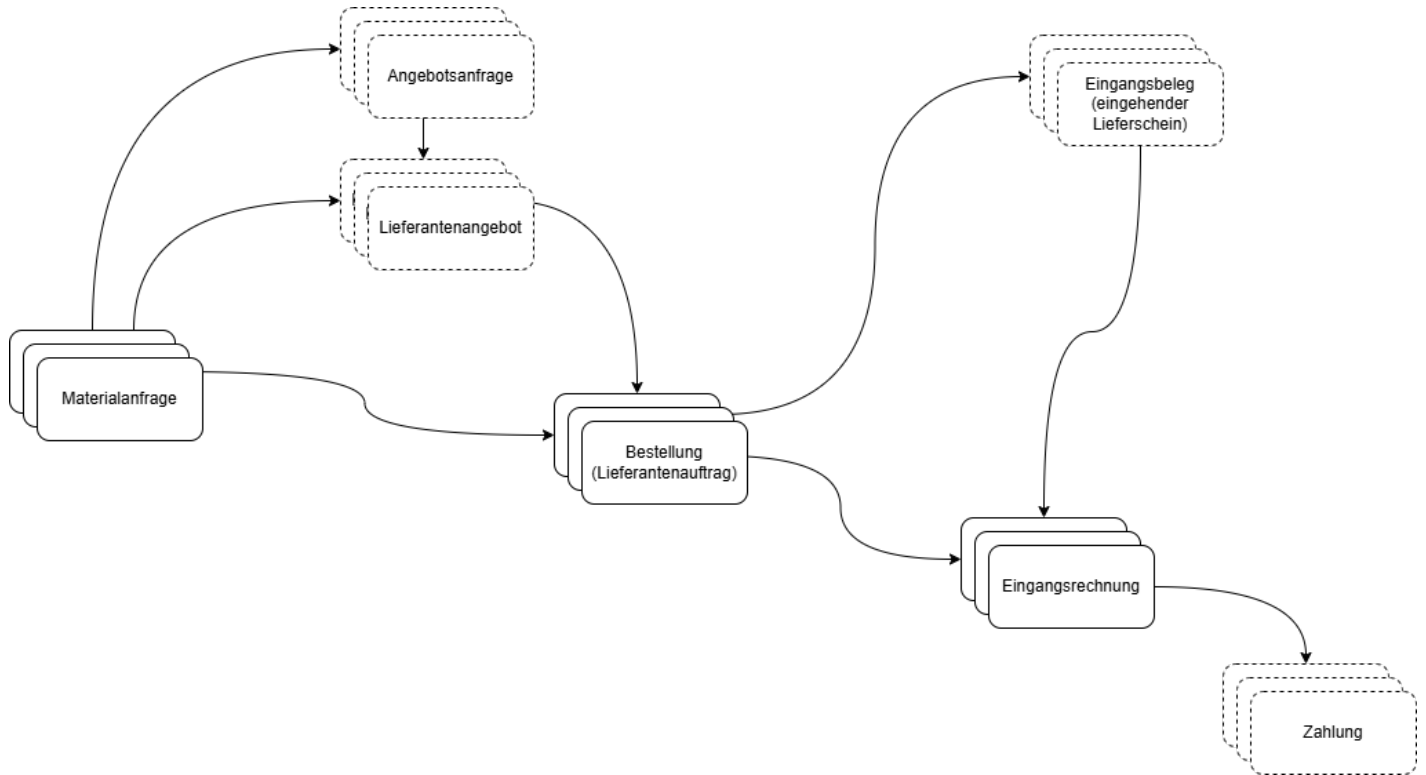 Angebotsanfrage
Eingangsbeleg
(eingehender
Lieferschein)
Lieferantenangebot
Materialanfrage
Bestellung
(Lieferantenauftrag)
Eingangsrechnung
Zahlung